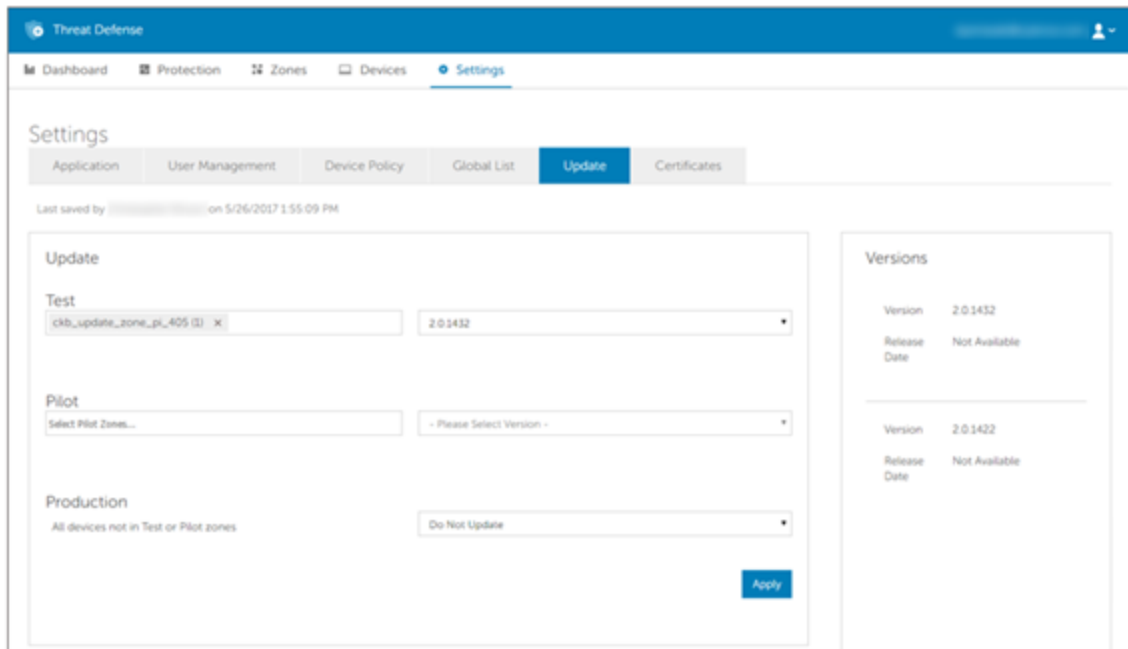 Threat Defense
Dashboard Protection Zones Devices Settings
Settings
Application User Management Device Policy Global List Update Certificates
Last saved by on 5/26/2017 1:55:09 PM
Update
Test
ckb_update_zone_pi_405 (1) x
2.0.1432
Pilot
Select Pilot Zones...
- Please Select Version -
Production
All devices not in Test or Pilot zones
Do Not Update
Apply
Versions
Version 2.0.1432
Release Date Not Available
Version 2.0.1422
Release Date Not Available